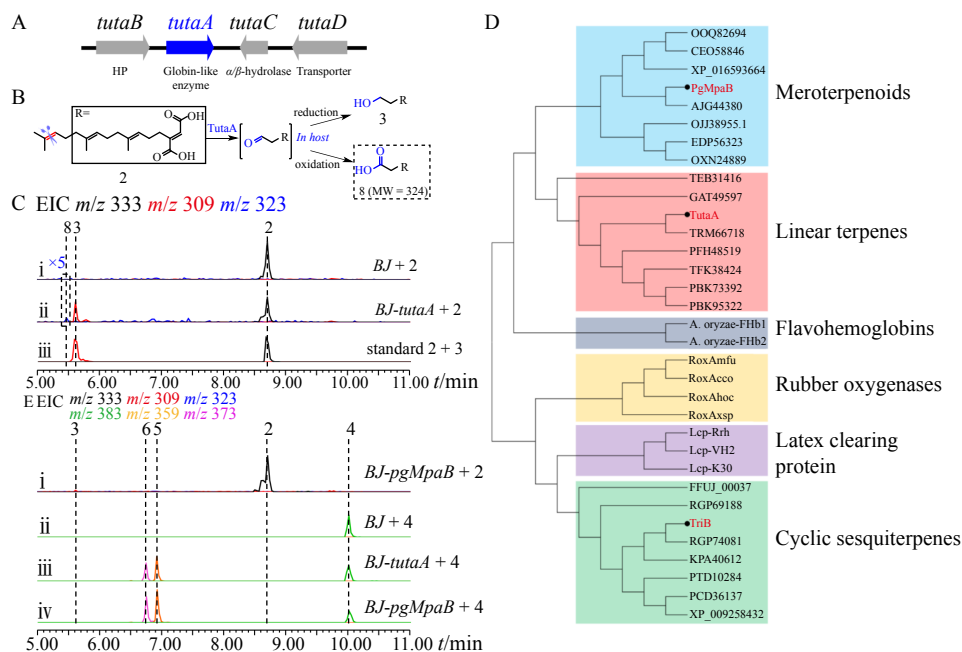 A
tutaB tutaA tutaC tutaD
HP Globin-like enzyme α/β-hydrolase Transporter
B
R=
OH
O
O
OH
2
TutaA
O R
In host
reduction
oxidation
HO R
3
O
HO R
8 (MW = 324)
C EIC m/z 333 m/z 309 m/z 323
8 3 2
i ×5 BJ + 2
ii BJ-tutaA + 2
iii standard 2 + 3
5.00 6.00 7.00 8.00 9.00 10.00 11.00 t/min
E EIC m/z 333 m/z 309 m/z 323
m/z 383 m/z 359 m/z 373
3 6 5 2 4
i BJ-pgMpaB + 2
ii BJ + 4
iii BJ-tutaA + 4
iv BJ-pgMpaB + 4
5.00 6.00 7.00 8.00 9.00 10.00 11.00 t/min
D
OOQ82694
CEO58846
XP_016593664
PgMpaB
AJG44380
OJJ38955.1
EDP56323
OXN24889
Meroterpenoids
TEB31416
GAT49597
TutaA
TRM66718
PFH48519
TFK38424
PBK73392
PBK95322
Linear terpenes
A. oryzae-FHb1
A. oryzae-FHb2
Flavohemoglobins
RoxAmfu
RoxAcco
RoxAhoc
RoxAxsp
Rubber oxygenases
Lcp-Rrh
Lcp-VH2
Lcp-K30
Latex clearing
protein
FFUJ_00037
RGP69188
TriB
RGP74081
KPA40612
PTD10284
PCD36137
XP_009258432
Cyclic sesquiterpenes